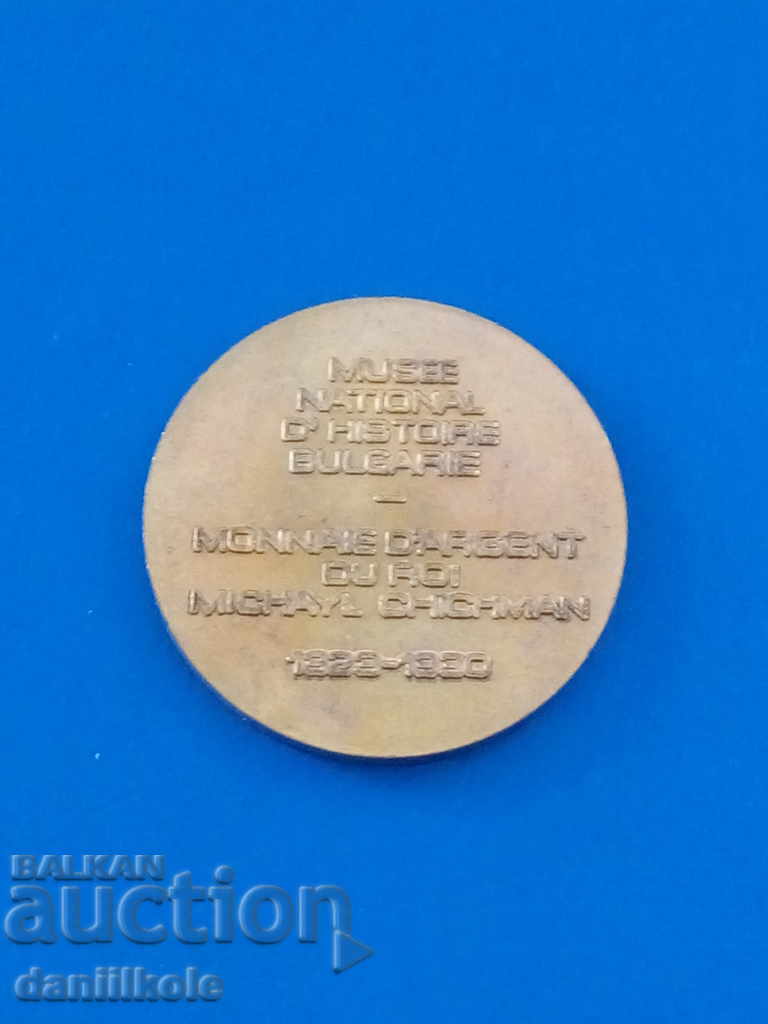 MUSEE
NATIONAL
D'HISTOIRE
BULGARIE
—
MONNAIE D'ARGENT
DU ROI
MICHAYL CHICHMAN
1323-1330
BALKAN
auction
daniilkole